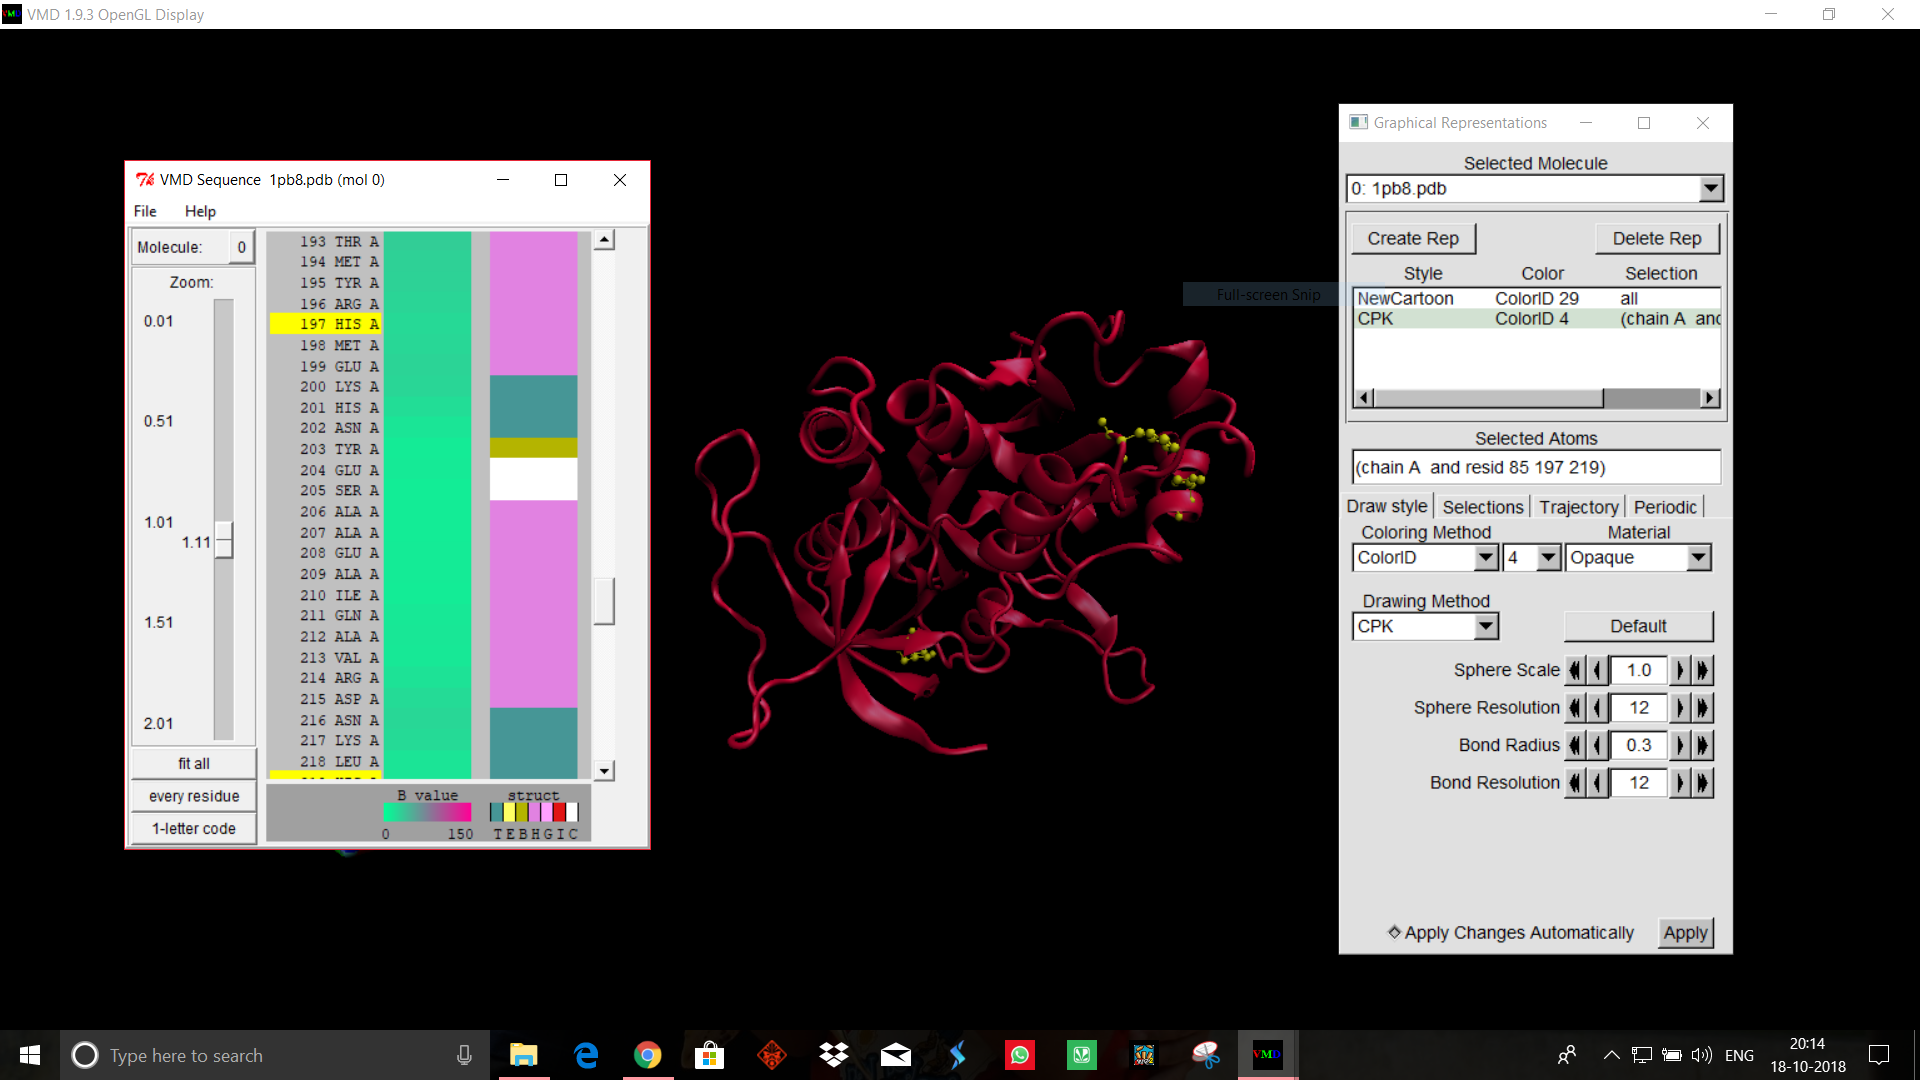 VMD 1.9.3 OpenGL Display
VMD Sequence 1pb8.pdb (mol 0)
File Help
Molecule: 0
Zoom:
0.01
0.51
1.01
1.11
1.51
2.01
fit all
every residue
1-letter code
193 THR A
194 MET A
195 TYR A
196 ARG A
197 HIS A
198 MET A
199 GLU A
200 LYS A
201 HIS A
202 ASN A
203 TYR A
204 GLU A
205 SER A
206 ALA A
207 ALA A
208 GLU A
209 ALA A
210 ILE A
211 GLN A
212 ALA A
213 VAL A
214 ARG A
215 ASP A
216 ASN A
217 LYS A
218 LEU A
B value struct
0 150 T E B H G I C
Full-screen Snip
Graphical Representations
Selected Molecule
0: 1pb8.pdb
Create Rep Delete Rep
Style Color Selection
NewCartoon ColorID 29 all
CPK ColorID 4 (chain A and
Selected Atoms
(chain A and resid 85 197 219)
Draw style Selections Trajectory Periodic
Coloring Method Material
ColorID 4 Opaque
Drawing Method
CPK Default
Sphere Scale 1.0
Sphere Resolution 12
Bond Radius 0.3
Bond Resolution 12
Apply Changes Automatically Apply
Type here to search
VMD
ENG
20:14
18-10-2018